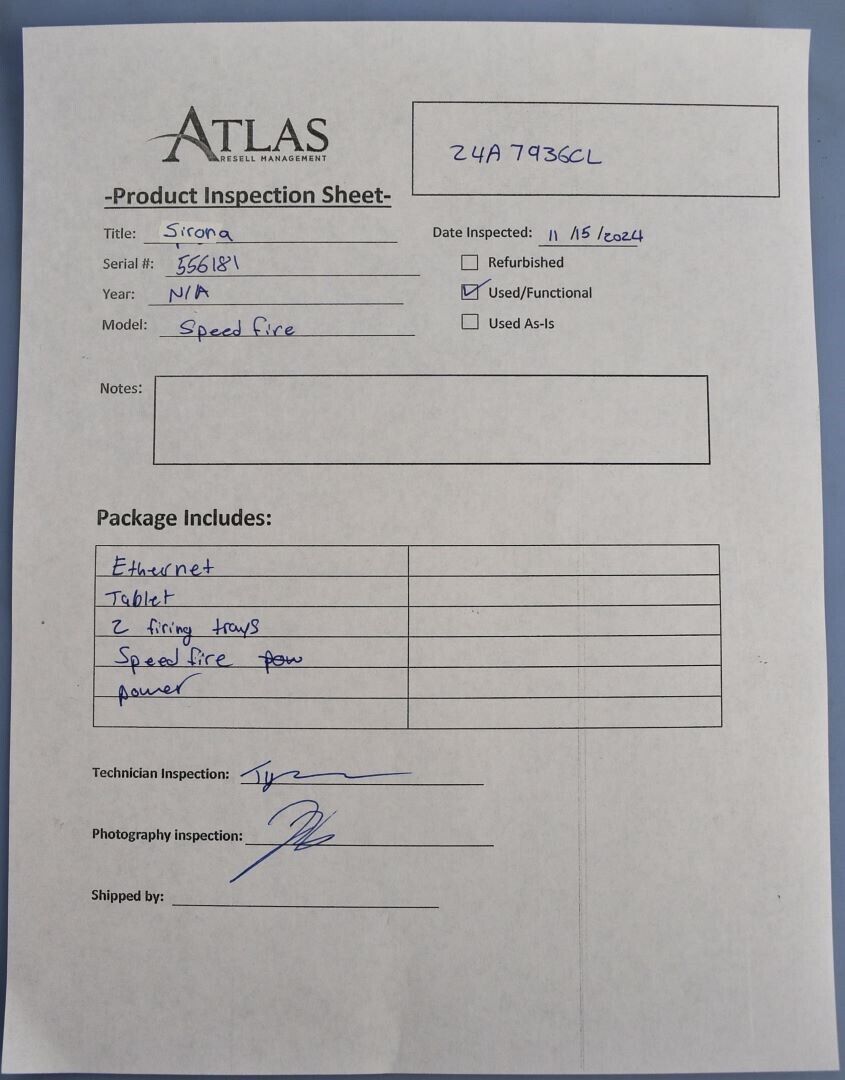 ATLAS
RESELL MANAGEMENT
24A7936CL
-Product Inspection Sheet-
Title: Sirona
Date Inspected: 11/15/2024
Serial #: 556181
Refurbished
Year: N/A
Used/Functional
Model: Speed fire
Used As-Is
Notes:
Package Includes:
Ethernet
Tablet
2 firing trays
Speed fire pow
power
Technician Inspection:
Photography inspection:
Shipped by: